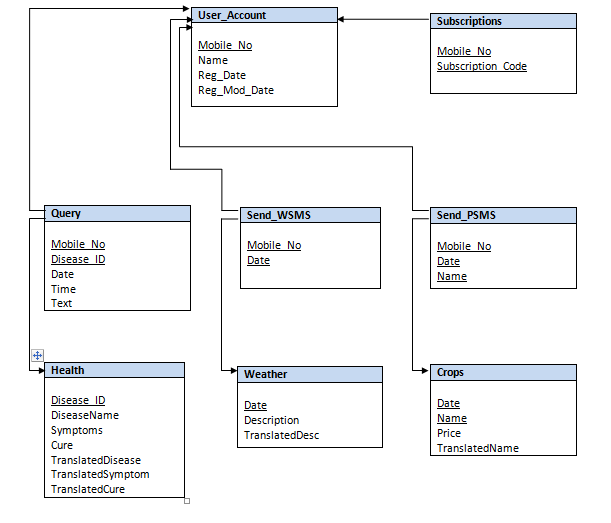 User_Account
Mobile_No
Name
Reg_Date
Reg_Mod_Date
Subscriptions
Mobile_No
Subscription_Code
Query
Mobile_No
Disease_ID
Date
Time
Text
Send_WSMS
Mobile_No
Date
Send_PSMS
Mobile_No
Date
Name
Health
Disease_ID
DiseaseName
Symptoms
Cure
TranslatedDisease
TranslatedSymptom
TranslatedCure
Weather
Date
Description
TranslatedDesc
Crops
Date
Name
Price
TranslatedName